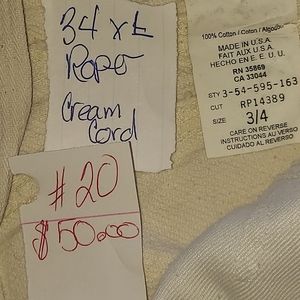 34 x L
Roper
Cream
Cord
#20
$50.00
100% Cotton / Coton / Algodon
MADE IN U.S.A.
FAIT AUX U.S.A.
HECHO EN E.E. U.U.
RN 35869
CA 33044
STY 3-54-595-163
CUT RP14389
SIZE 3/4
CARE ON REVERSE
INSTRUCTIONS AU VERSO
CUIDADO AL REVERSO